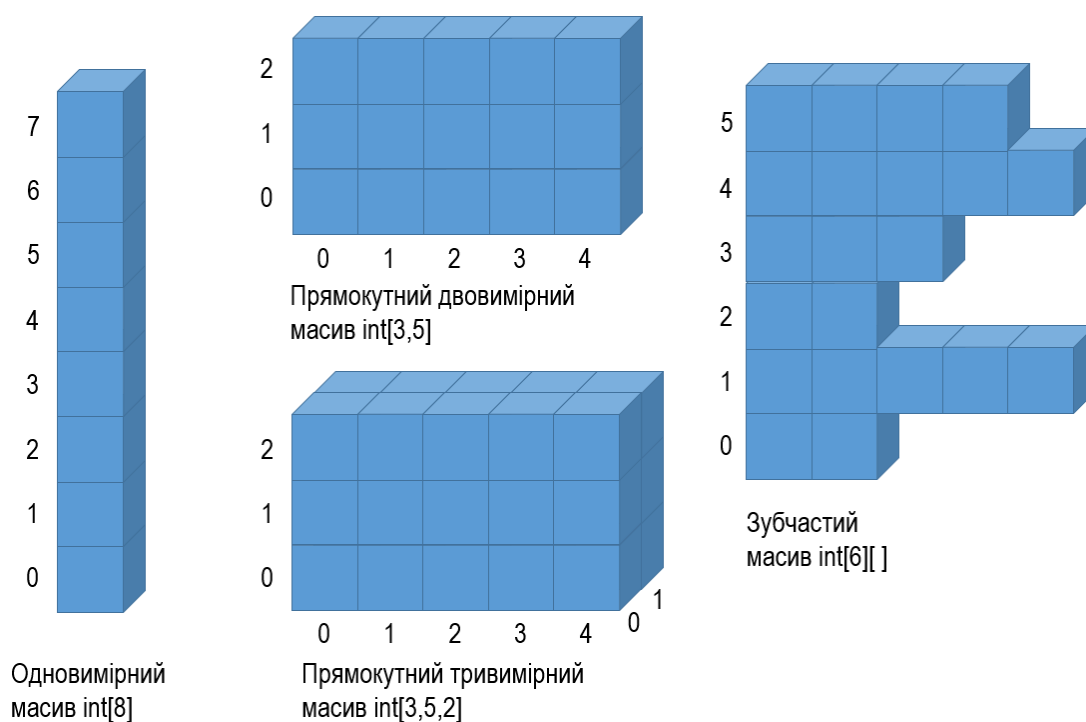 7
6
5
4
3
2
1
0
Одновимірний
масив int[8]
2
1
0
0 1 2 3 4
Прямокутний двовимірний
масив int[3,5]
2
1
0
0 1 2 3 4 0 1
Прямокутний тривимірний
масив int[3,5,2]
5
4
3
2
1
0
Зубчастий
масив int[6][ ]